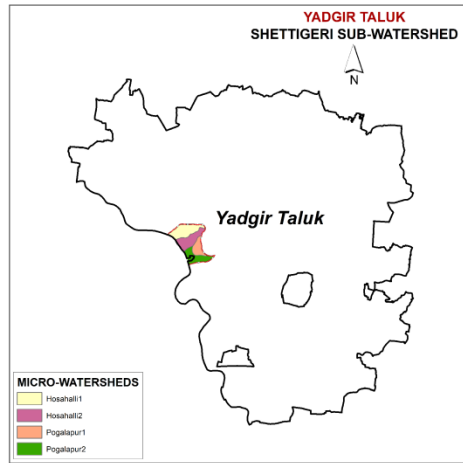 YADGIR TALUK
SHETTIGERI SUB-WATERSHED
N
Yadgir Taluk
MICRO-WATERSHEDS
Hosahalli1
Hosahalli2
Pogalapur1
Pogalapur2